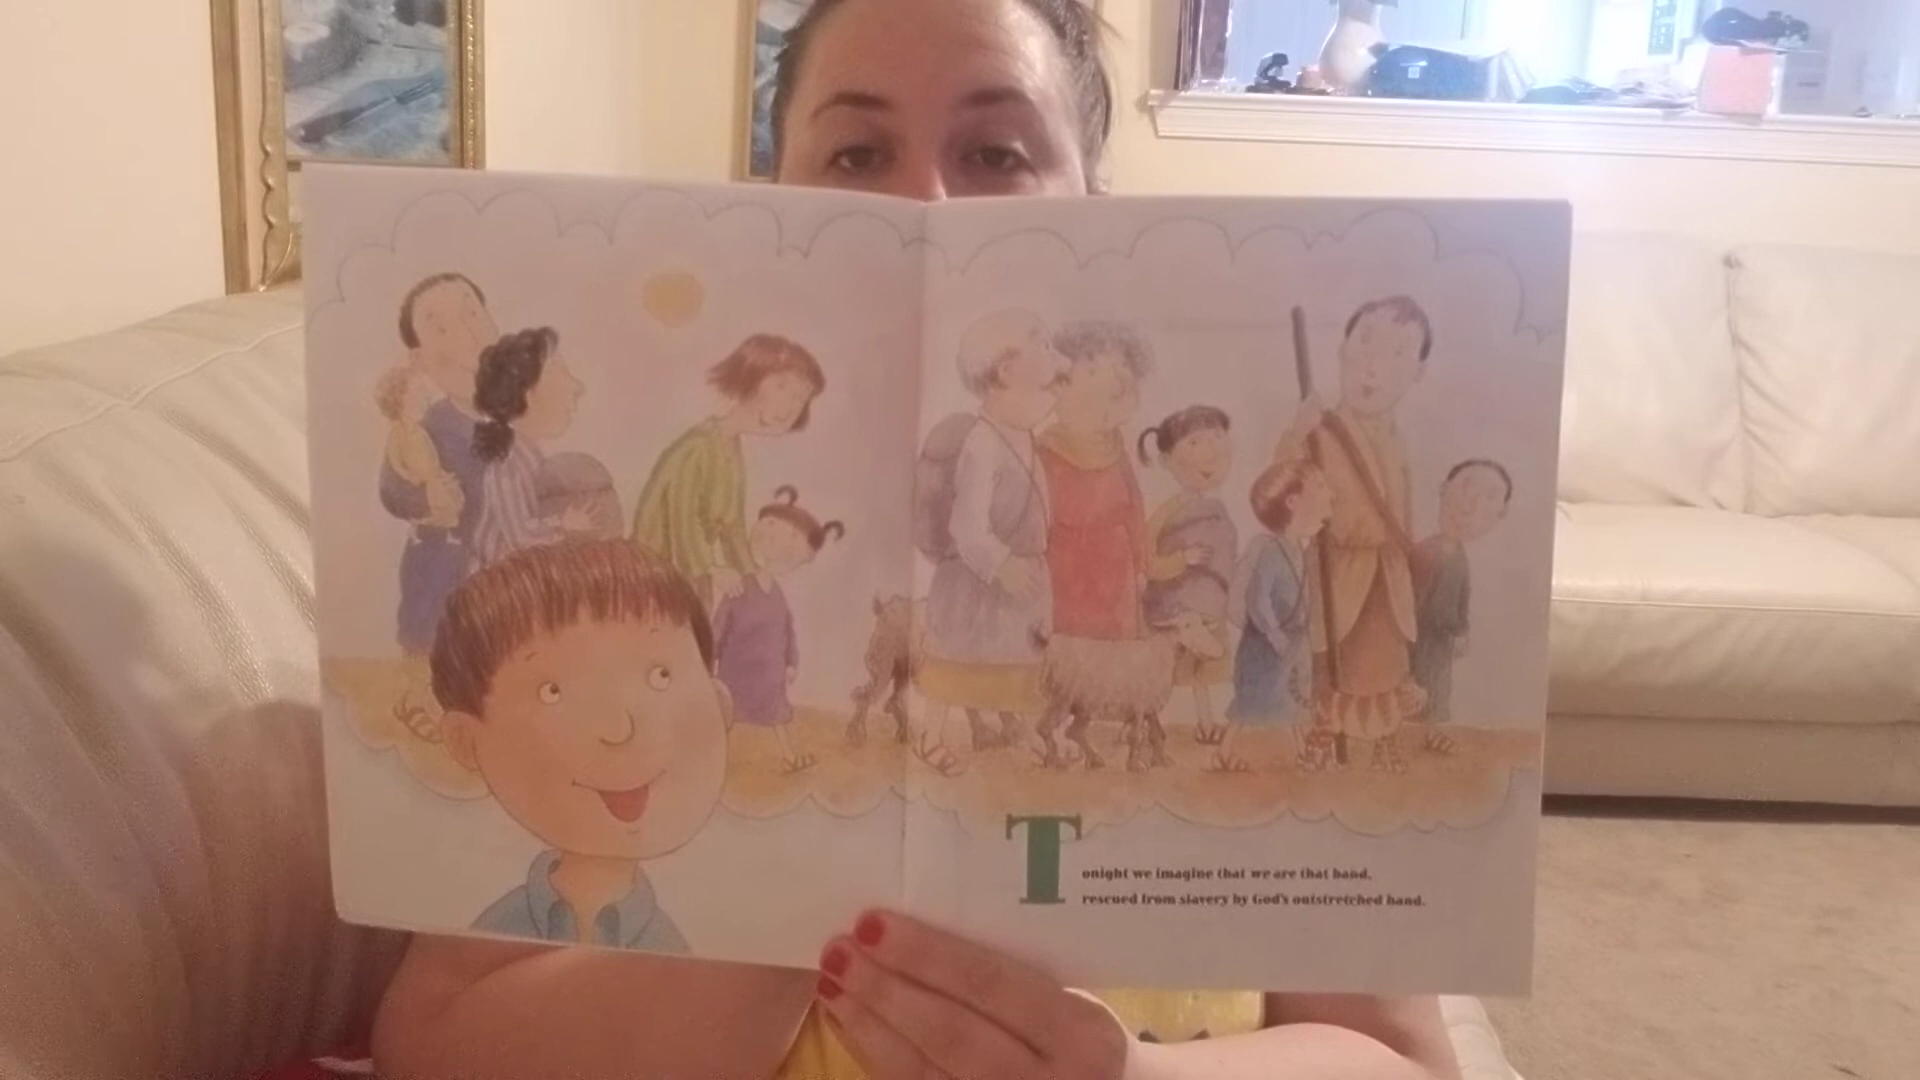 Tonight we imagine that we are that band,
rescued from slavery by God's outstretched hand.